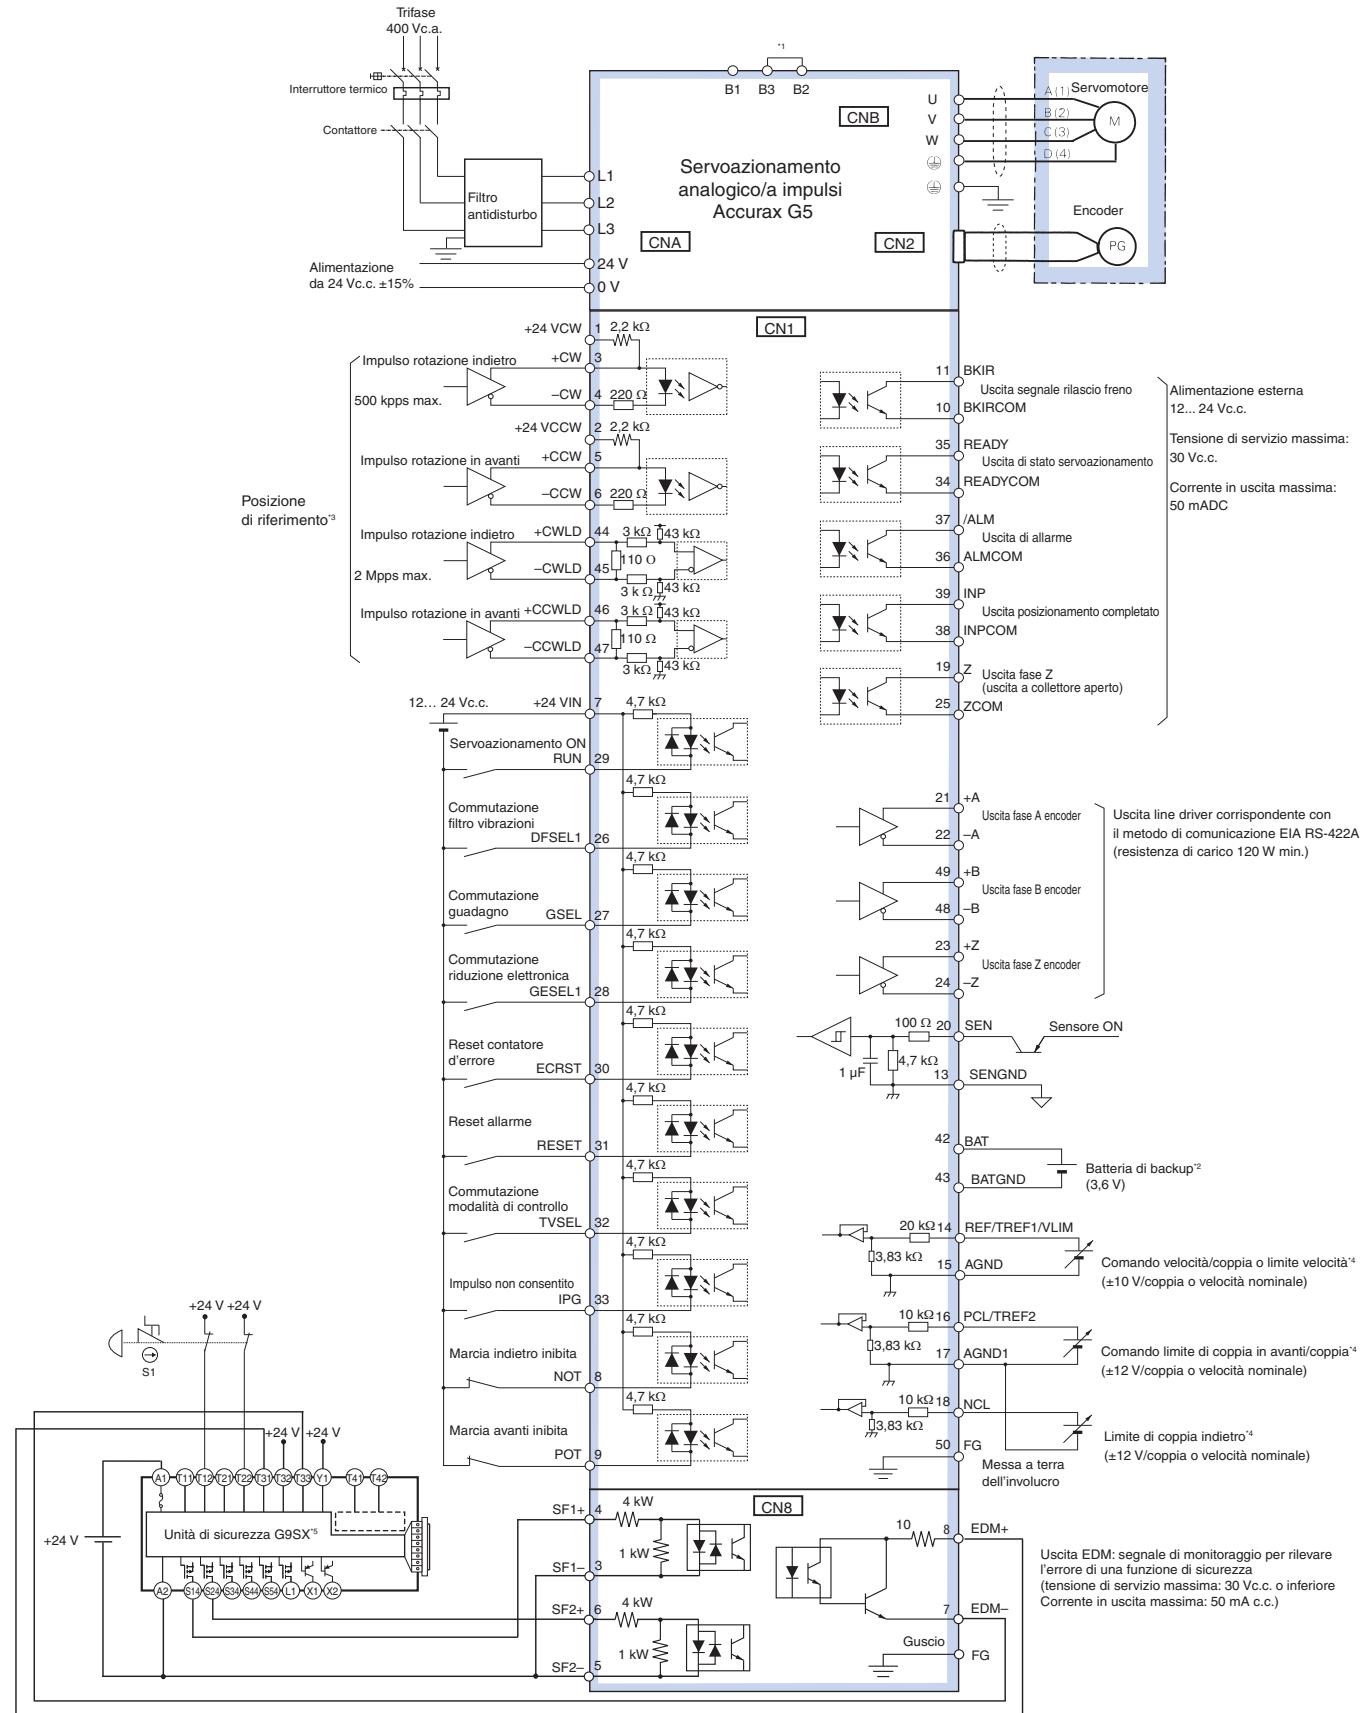 Trifase
400 Vc.a.
Interruttore termico
Contattore
Filtro
antidisturbo
L1
L2
L3
Alimentazione
da 24 Vc.c. ±15%
24 V
0 V
*1
B1
B3
B2
CNB
Servoazionamento
analogico/a impulsi
Accurax G5
CNA
CN2
U
V
W
A (1)
B (2)
C (3)
D (4)
Servomotore
M
Encoder
PG
CN1
+24 VCW
1
2,2 kΩ
Impulso rotazione indietro
+CW
3
500 kpps max.
–CW
4
220 Ω
+24 VCCW
2
2,2 kΩ
Impulso rotazione in avanti
+CCW
5
–CCW
6
220 Ω
Posizione
di riferimento*3
Impulso rotazione indietro
+CWLD
44
3 kΩ
43 kΩ
110 Ο
2 Mpps max.
–CWLD
45
3 k Ω
43 kΩ
Impulso rotazione in avanti
+CCWLD
46
3 k Ω
43 kΩ
110 Ω
–CCWLD
47
3 kΩ
43 kΩ
12... 24 Vc.c.
+24 VIN
7
4,7 kΩ
Servoazionamento ON
RUN
29
4,7 kΩ
Commutazione
filtro vibrazioni
DFSEL1
26
4,7 kΩ
Commutazione
guadagno
GSEL
27
4,7 kΩ
Commutazione
riduzione elettronica
GESEL1
28
4,7 kΩ
Reset contatore
d'errore
ECRST
30
4,7 kΩ
Reset allarme
RESET
31
4,7 kΩ
Commutazione
modalità di controllo
TVSEL
32
4,7 kΩ
Impulso non consentito
IPG
33
4,7 kΩ
Marcia indietro inibita
NOT
8
4,7 kΩ
Marcia avanti inibita
POT
9
11
BKIR
Uscita segnale rilascio freno
10
BKIRCOM
35
READY
Uscita di stato servoazionamento
34
READYCOM
37
/ALM
Uscita di allarme
36
ALMCOM
39
INP
Uscita posizionamento completato
38
INPCOM
19
Z
Uscita fase Z
(uscita a collettore aperto)
25
ZCOM
Alimentazione esterna
12... 24 Vc.c.
Tensione di servizio massima:
30 Vc.c.
Corrente in uscita massima:
50 mADC
21
+A
Uscita fase A encoder
22
–A
49
+B
Uscita fase B encoder
48
–B
23
+Z
Uscita fase Z encoder
24
–Z
Uscita line driver corrispondente con
il metodo di comunicazione EIA RS-422A
(resistenza di carico 120 W min.)
100 Ω
20
SEN
Sensore ON
4,7 kΩ
1 µF
13
SENGND
42
BAT
43
BATGND
Batteria di backup*2
(3,6 V)
20 kΩ
14
REF/TREF1/VLIM
3,83 kΩ
15
AGND
Comando velocità/coppia o limite velocità*4
(±10 V/coppia o velocità nominale)
10 kΩ
16
PCL/TREF2
3,83 kΩ
17
AGND1
Comando limite di coppia in avanti/coppia*4
(±12 V/coppia o velocità nominale)
10 kΩ
18
NCL
3,83 kΩ
Limite di coppia indietro*4
(±12 V/coppia o velocità nominale)
50
FG
Messa a terra
dell'involucro
+24 V
+24 V
S1
+24 V
+24 V
A1
T11
T12
T21
T22
T31
T32
T33
Y1
T41
T42
Unità di sicurezza G9SX*5
+24 V
A2
S14
S24
S34
S44
S54
L1
X1
X2
CN8
SF1+
4
4 kW
1 kW
SF1–
3
SF2+
6
4 kW
1 kW
SF2–
5
10
8
EDM+
7
EDM–
Guscio
FG
Uscita EDM: segnale di monitoraggio per rilevare
l'errore di una funzione di sicurezza
(tensione di servizio massima: 30 Vc.c. o inferiore
Corrente in uscita massima: 50 mA c.c.)